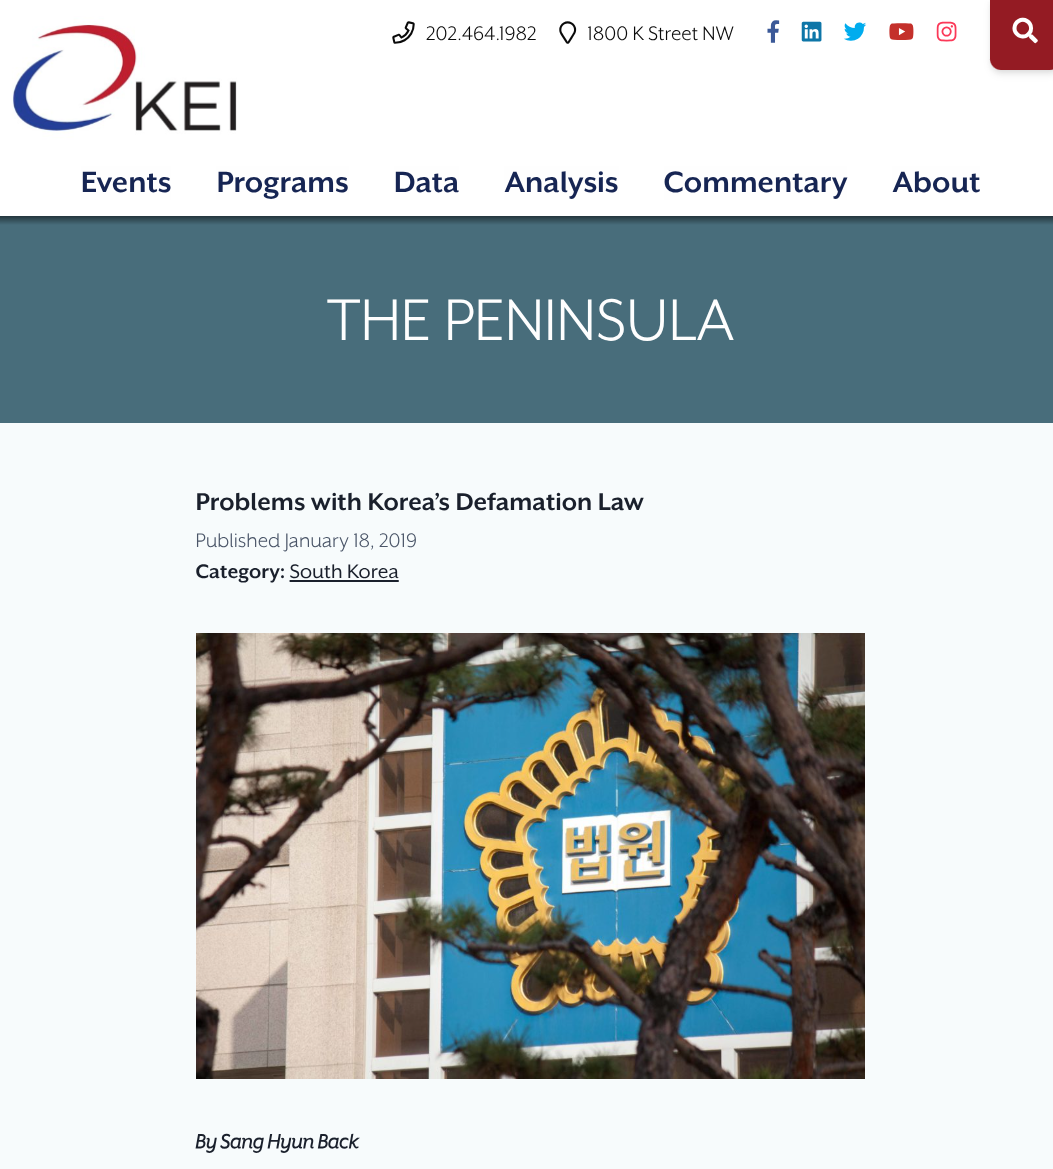 202.464.1982 1800 K Street NW
KEI
Events Programs Data Analysis Commentary About
THE PENINSULA
Problems with Korea’s Defamation Law
Published January 18, 2019
Category: South Korea
법원
By Sang Hyun Back